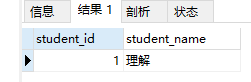 信息 结果 1 剖析 状态
student_id student_name
1 理解